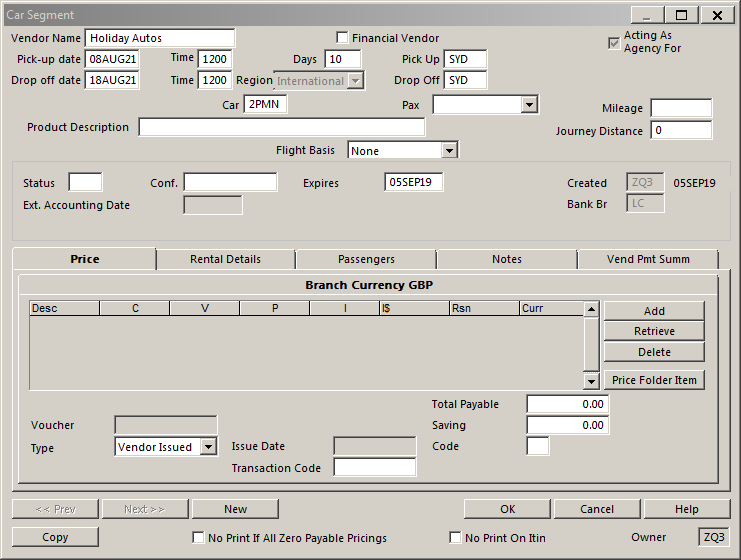 Car Segment
Vendor Name Holiday Autos Financial Vendor Acting As Agency For
Pick-up date 08AUG21 Time 1200 Days 10 Pick Up SYD
Drop off date 18AUG21 Time 1200 Region International Drop Off SYD
Car 2PMN Pax Mileage
Product Description Journey Distance 0
Flight Basis None
Status Conf. Expires 05SEP19 Created ZQ3 05SEP19
Ext. Accounting Date Bank Br LC
Price Rental Details Passengers Notes Vend Pmt Summ
Branch Currency GBP
Desc C V P I I$ Rsn Curr
Add
Retrieve
Delete
Price Folder Item
Total Payable 0.00
Voucher Saving 0.00
Type Vendor Issued Issue Date Code
Transaction Code
<< Prev Next >> New OK Cancel Help
Copy No Print If All Zero Payable Pricings No Print On Itin Owner ZQ3